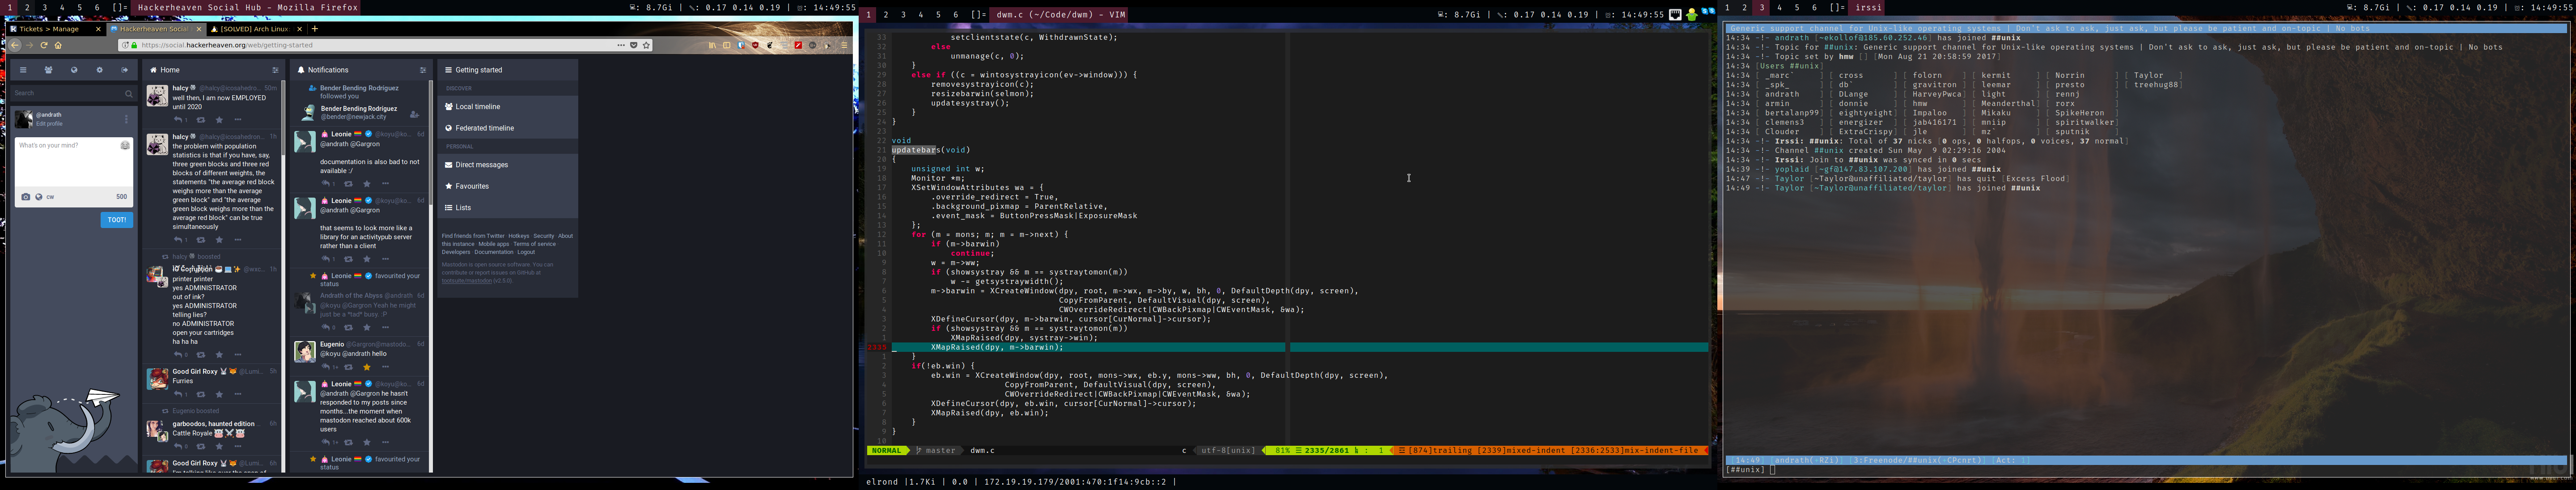 1 2 3 4 5 6 []= Hackerheaven Social Hub - Mozilla Firefox
: 8.7Gi | : 0.17 0.14 0.19 | : 14:49:55
Tickets > Manage
Hackerheaven Social
[SOLVED] Arch Linux
https://social.hackerheaven.org/web/getting-started
Search
@andrath
Edit profile
What's on your mind?
cw
500
TOOT!
Home
halcy @halcy@icosahedron... 50m
well then, I am now EMPLOYED
until 2020
halcy @halcy@icosahedron... 1h
the problem with population
statistics is that if you have, say,
three green blocks and three red
blocks of different weights, the
statements "the average red block
weighs more than the average
green block" and "the average
green block weighs more than the
average red block" can be true
simultaneously
halcy boosted
printer printer
yes ADMINISTRATOR
out of ink?
yes ADMINISTRATOR
telling lies?
no ADMINISTRATOR
open your cartridges
ha ha ha
Good Girl Roxy @Lumi... 5h
Furries
Eugenio boosted
garboodos, haunted edition
Cattle Royale
Good Girl Roxy @Lumi... 6h
Notifications
Bender Bending Rodríguez
followed you
Bender Bending Rodríguez
@bender@newjack.city
Leonie @koyu@ko... 6d
@andrath @Gargron
documentation is also bad to not
available :/
Leonie @koyu@ko... 6d
@andrath @Gargron
that seems to look more like a
library for an activitypub server
rather than a client
Leonie favourited your
status
Andrath of the Abyss @andrath 6d
@koyu @Gargron Yeah he might
just be a *tad* busy. :P
Eugenio @Gargron@mastodo... 6d
@koyu @andrath hello
Leonie @koyu@ko... 6d
@andrath @Gargron he hasn't
responded to my posts since
months...the moment when
mastodon reached about 600k
users
Leonie favourited your
status
Getting started
DISCOVER
Local timeline
Federated timeline
PERSONAL
Direct messages
Favourites
Lists
Find friends from Twitter Hotkeys Security About
this instance Mobile apps Terms of service
Developers Documentation Logout
Mastodon is open source software. You can
contribute or report issues on GitHub at
tootsuite/mastodon (v2.5.0).
1 2 3 4 5 6 []= dwm.c (~/Code/dwm) - VIM
: 8.7Gi | : 0.17 0.14 0.19 | : 14:49:55
33 setclientstate(c, WithdrawnState);
32 else
31 unmanage(c, 0);
30 }
29 else if ((c = wintosystrayicon(ev->window))) {
28 removesystrayicon(c);
27 resizebarwin(selmon);
26 updatesystray();
25 }
24 }
23
22 void
21 updatebars(void)
20 {
19 unsigned int w;
18 Monitor *m;
17 XSetWindowAttributes wa = {
16 .override_redirect = True,
15 .background_pixmap = ParentRelative,
14 .event_mask = ButtonPressMask|ExposureMask
13 };
12 for (m = mons; m; m = m->next) {
11 if (m->barwin)
10 continue;
9 w = m->ww;
8 if (showsystray && m == systraytomon(m))
7 w -= getsystraywidth();
6 m->barwin = XCreateWindow(dpy, root, m->wx, m->by, w, bh, 0, DefaultDepth(dpy, screen),
5 CopyFromParent, DefaultVisual(dpy, screen),
4 CWOverrideRedirect|CWBackPixmap|CWEventMask, &wa);
3 XDefineCursor(dpy, m->barwin, cursor[CurNormal]->cursor);
2 if (showsystray && m == systraytomon(m))
1 XMapRaised(dpy, systray->win);
2335 XMapRaised(dpy, m->barwin);
1 }
2 if(!eb.win) {
3 eb.win = XCreateWindow(dpy, root, mons->wx, eb.y, mons->ww, bh, 0, DefaultDepth(dpy, screen),
4 CopyFromParent, DefaultVisual(dpy, screen),
5 CWOverrideRedirect|CWBackPixmap|CWEventMask, &wa);
6 XDefineCursor(dpy, eb.win, cursor[CurNormal]->cursor);
7 XMapRaised(dpy, eb.win);
8 }
9 }
10
NORMAL master dwm.c c utf-8[unix] 81% 2335/2861 : 1 [874]trailing [2339]mixed-indent [2336:2533]mix-indent-file
elrond |1.7Ki | 0.0 | 172.19.19.179/2001:470:1f14:9cb::2 |
1 2 3 4 5 6 []= irssi
: 8.7Gi | : 0.17 0.14 0.19 | : 14:49:55
Generic support channel for Unix-like operating systems | Don't ask to ask, just ask, but please be patient and on-topic | No bots
14:34 -!- andrath [~ekollof@185.60.252.46] has joined ##unix
14:34 -!- Topic for ##unix: Generic support channel for Unix-like operating systems | Don't ask to ask, just ask, but please be patient and on-topic | No bots
14:34 -!- Topic set by hmw [] [Mon Aug 21 20:58:59 2017]
14:34 [Users ##unix]
14:34 [ _marc` ] [ cross ] [ folorn ] [ kermit ] [ Norrin ] [ Taylor ]
14:34 [ _spk_ ] [ db` ] [ gravitron ] [ leemar ] [ presto ] [ treehug88]
14:34 [ andrath ] [ DLange ] [ HarveyPwca] [ light ] [ rennj ]
14:34 [ armin ] [ donnie ] [ hmw ] [ Meanderthal] [ rorx ]
14:34 [ bertalanp99] [ eightyeight] [ Impaloo ] [ Mikaku ] [ SpikeHeron ]
14:34 [ clemens3 ] [ energizer ] [ jab416171 ] [ mniip ] [ spiritwalker]
14:34 [ Clouder ] [ ExtraCrispy] [ jle ] [ mz` ] [ sputnik ]
14:34 -!- Irssi: ##unix: Total of 37 nicks [0 ops, 0 halfops, 0 voices, 37 normal]
14:34 -!- Channel ##unix created Sun May 9 02:29:16 2004
14:34 -!- Irssi: Join to ##unix was synced in 0 secs
14:39 -!- yoplaid [~gf@147.83.107.200] has joined ##unix
14:47 -!- Taylor [~Taylor@unaffiliated/taylor] has quit [Excess Flood]
14:49 -!- Taylor [~Taylor@unaffiliated/taylor] has joined ##unix
[14:49] [andrath(+RZi)] [3:Freenode/##unix(+CPcnrt)]
[##unix]